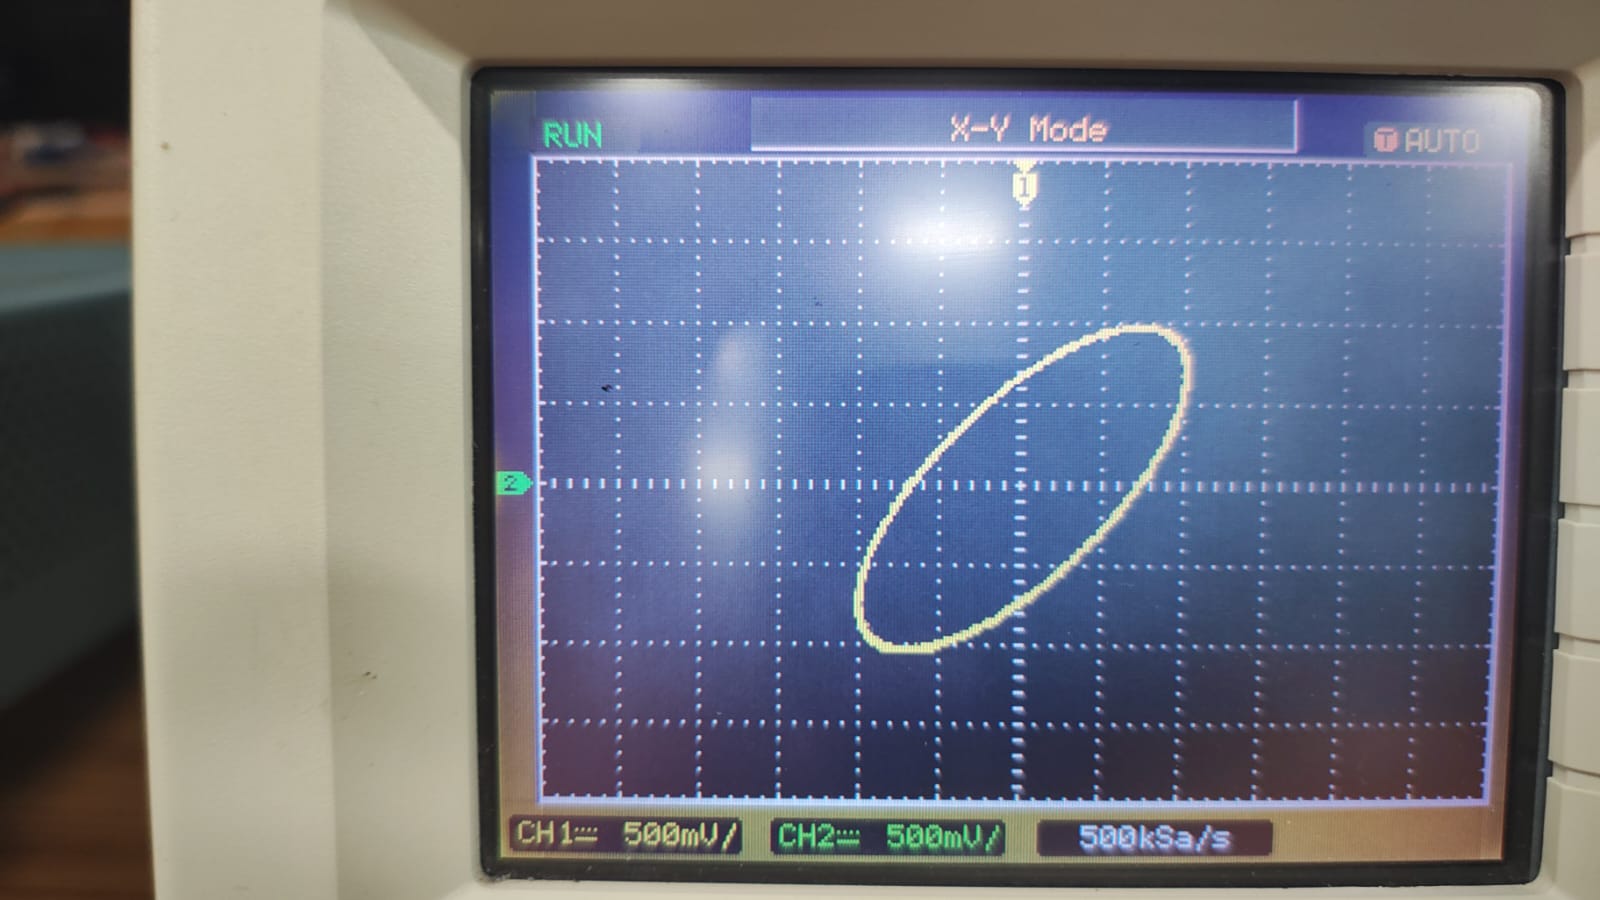 RUN
X-Y Mode
T AUTO
1
2
CH1 500mV/
CH2 500mV/
500kSa/s